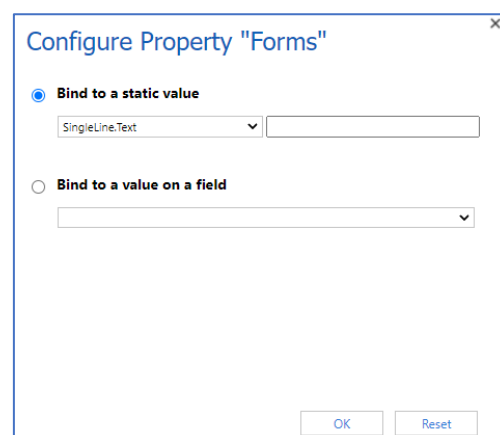 Configure Property "Forms"
Bind to a static value
SingleLine.Text
Bind to a value on a field
OK Reset